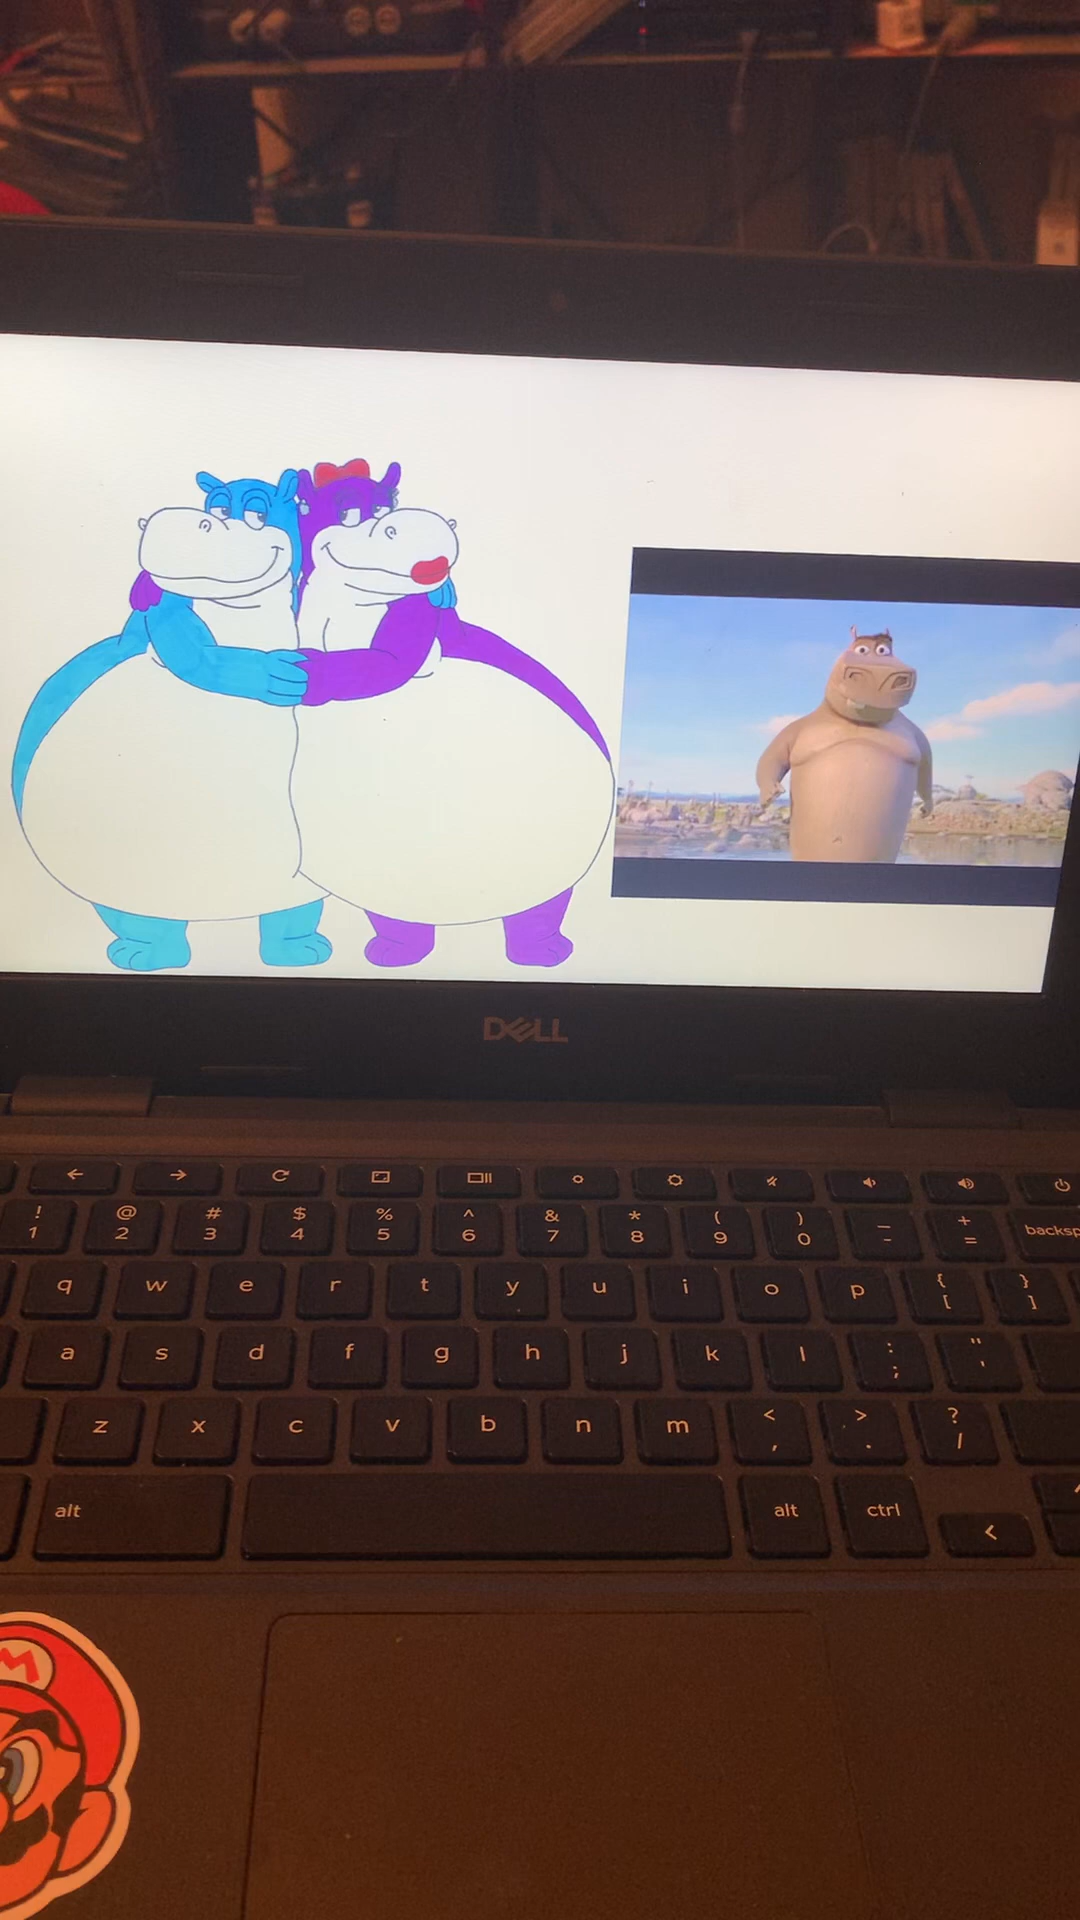 DELL
! @ # $ % ^ & * ( ) _ +
1 2 3 4 5 6 7 8 9 0 - = backsp
q w e r t y u i o p { [ } ]
a s d f g h j k l : ; " '
z x c v b n m < , > . ? /
alt alt ctrl
M